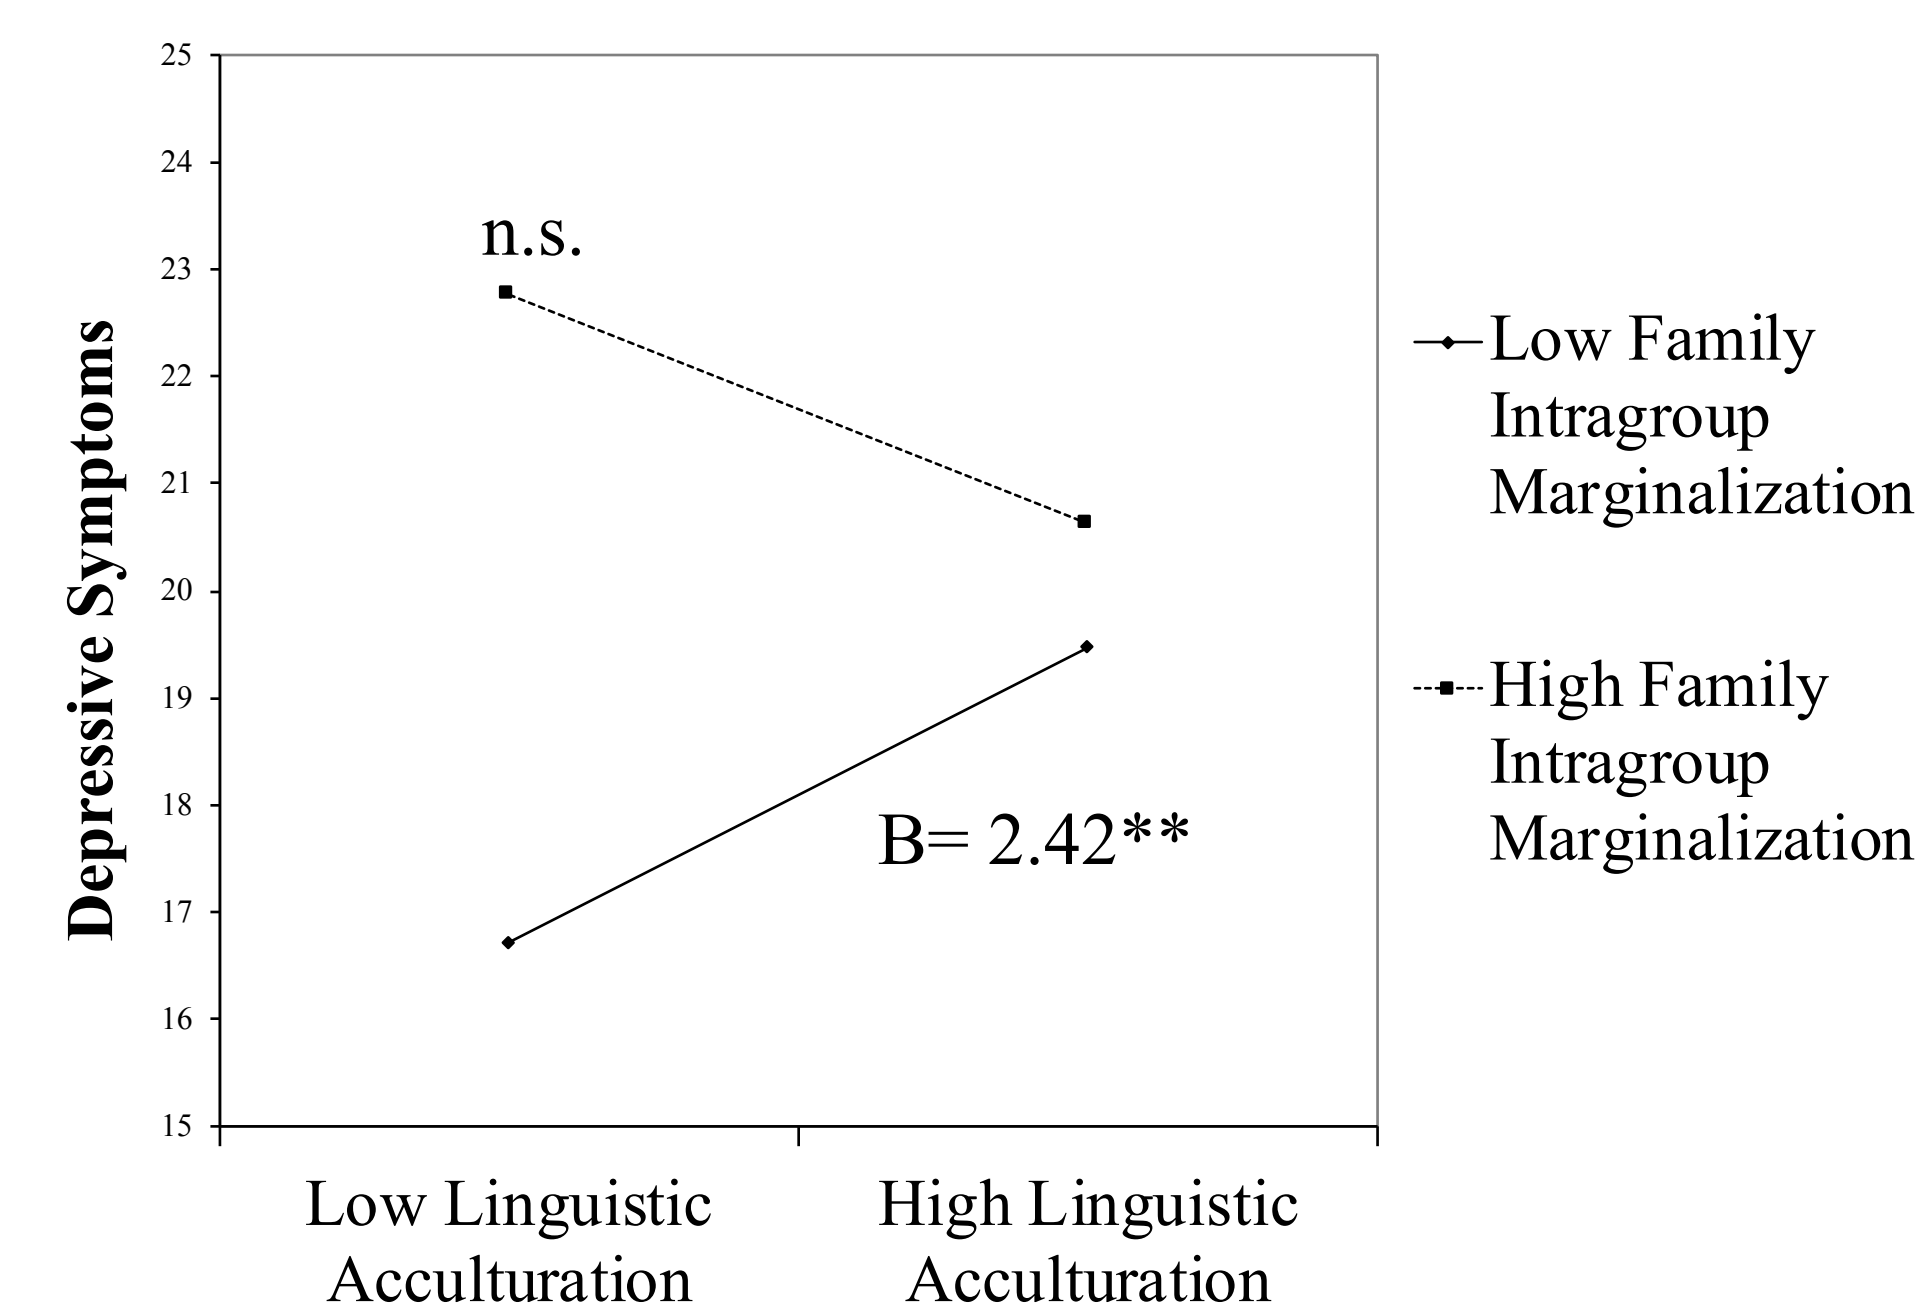 25
24
23
22
21
20
19
18
17
16
15
Depressive Symptoms
n.s.
B= 2.42**
Low Linguistic
Acculturation
High Linguistic
Acculturation
Low Family
Intragroup
Marginalization
High Family
Intragroup
Marginalization